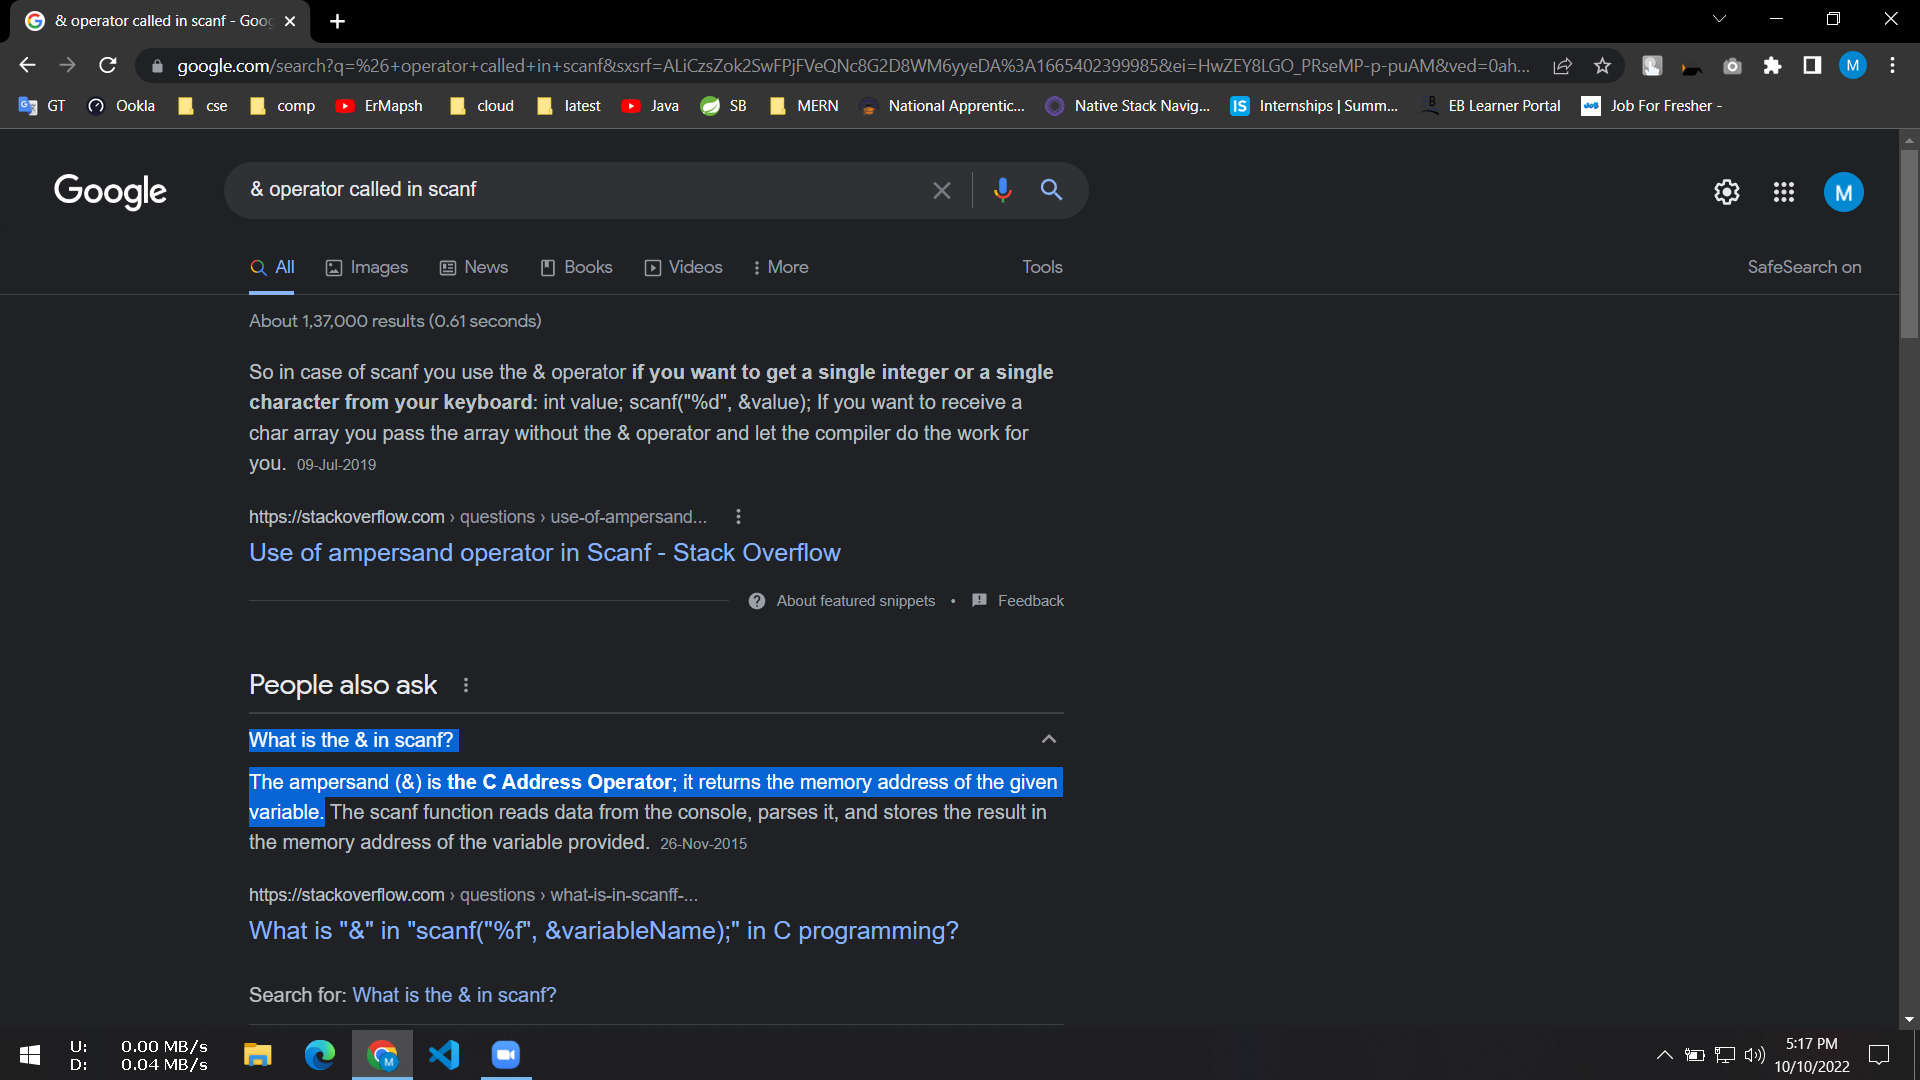 & operator called in scanf - Goog
google.com/search?q=%26+operator+called+in+scanf&sxsrf=ALiCzsZok2SwFPjFVeQNc8G2D8WM6yyeDA%3A1665402399985&ei=HwZEY8LGO_PRseMP-p-puAM&ved=0ah...
M
GT Ookla cse comp ErMapsh cloud latest Java SB MERN National Apprentic... Native Stack Navig... IS Internships | Summ... EB Learner Portal Job For Fresher -
Google
& operator called in scanf
M
All Images News Books Videos More Tools SafeSearch on
About 1,37,000 results (0.61 seconds)
So in case of scanf you use the & operator if you want to get a single integer or a single
character from your keyboard: int value; scanf("%d", &value); If you want to receive a
char array you pass the array without the & operator and let the compiler do the work for
you. 09-Jul-2019
https://stackoverflow.com › questions › use-of-ampersand...
Use of ampersand operator in Scanf - Stack Overflow
About featured snippets • Feedback
People also ask
What is the & in scanf?
The ampersand (&) is the C Address Operator; it returns the memory address of the given
variable. The scanf function reads data from the console, parses it, and stores the result in
the memory address of the variable provided. 26-Nov-2015
https://stackoverflow.com › questions › what-is-in-scanff-...
What is "&" in "scanf("%f", &variableName);" in C programming?
Search for: What is the & in scanf?
U: 0.00 MB/s
D: 0.04 MB/s
5:17 PM
10/10/2022